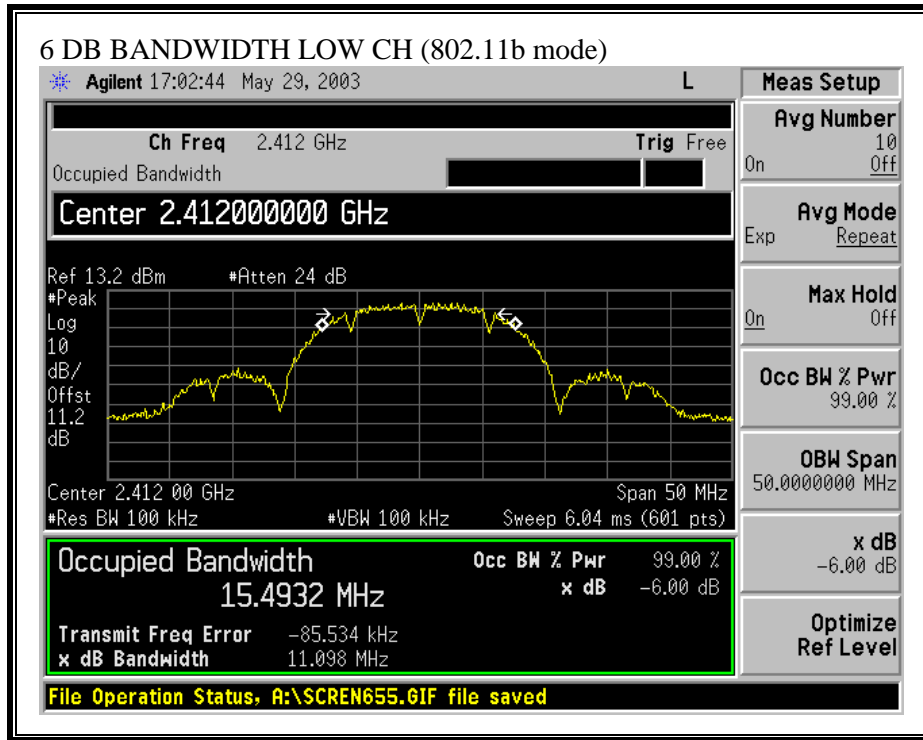 6 DB BANDWIDTH LOW CH (802.11b mode)
Agilent 17:02:44 May 29, 2003 L
Meas Setup
Ch Freq 2.412 GHz Trig Free
Occupied Bandwidth
Center 2.412000000 GHz
Ref 13.2 dBm #Atten 24 dB
#Peak
Log
10
dB/
Offst
11.2
dB
Center 2.412 00 GHz Span 50 MHz
#Res BW 100 kHz #VBW 100 kHz Sweep 6.04 ms (601 pts)
Occupied Bandwidth
15.4932 MHz
Occ BW % Pwr 99.00 %
x dB -6.00 dB
Transmit Freq Error -85.534 kHz
x dB Bandwidth 11.098 MHz
Avg Number
10
On Off
Avg Mode
Exp Repeat
Max Hold
On Off
Occ BW % Pwr
99.00 %
OBW Span
50.0000000 MHz
x dB
-6.00 dB
Optimize
Ref Level
File Operation Status, A:\SCREN655.GIF file saved